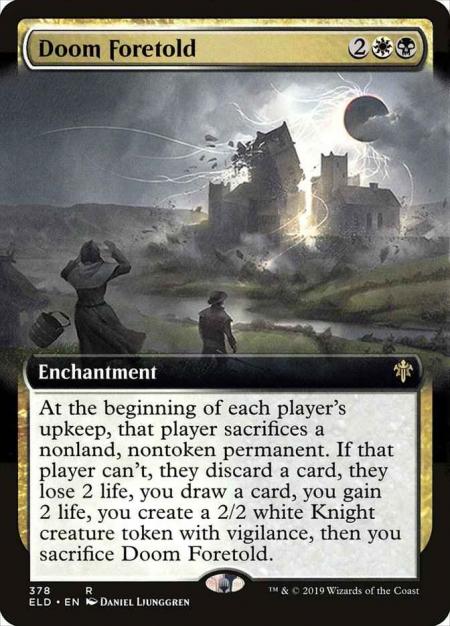 Doom Foretold 2
Enchantment
At the beginning of each player's
upkeep, that player sacrifices a
nonland, nontoken permanent. If that
player can't, they discard a card, they
lose 2 life, you draw a card, you gain
2 life, you create a 2/2 white Knight
creature token with vigilance, then you
sacrifice Doom Foretold.
378 R
ELD • EN Daniel Ljunggren ™ & © 2019 Wizards of the Coast